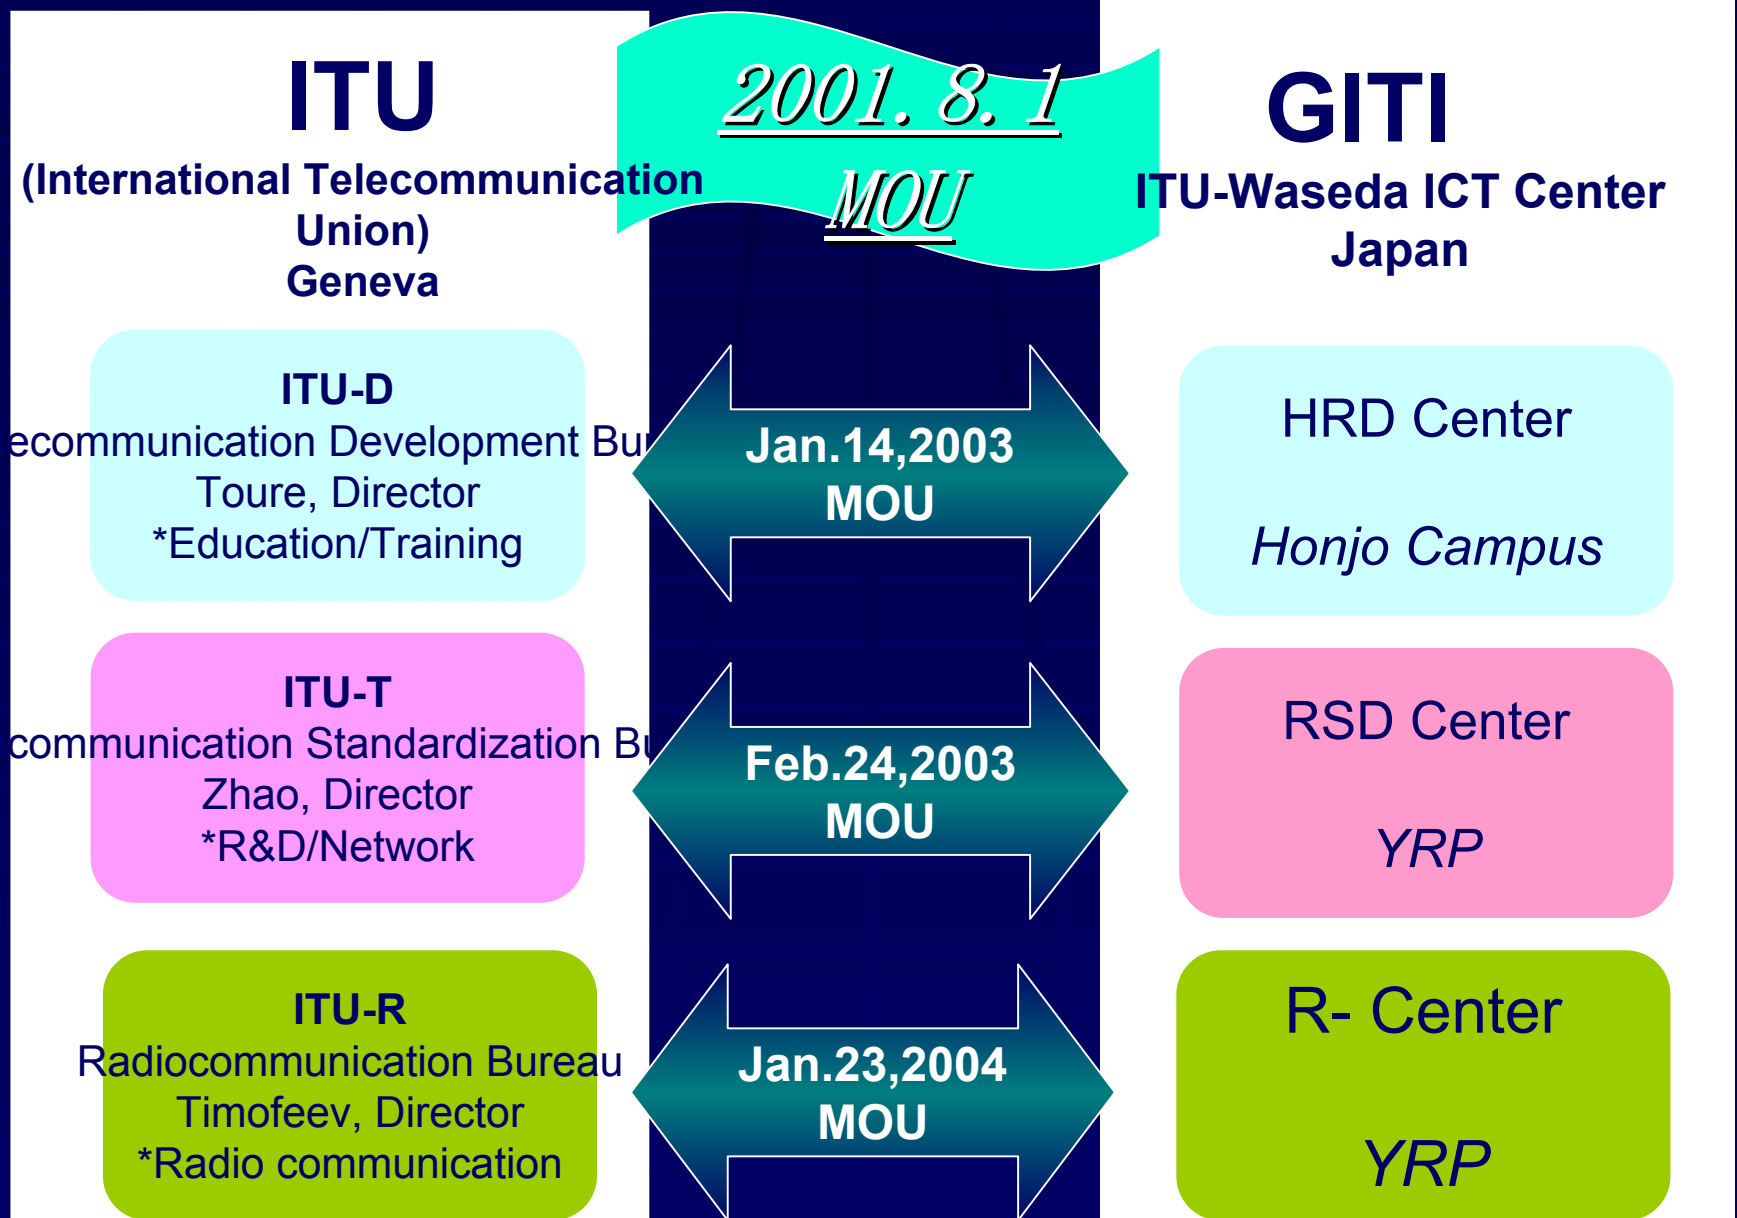 ITU
(International Telecommunication
Union)
Geneva
2001. 8. 1
MOU
GITI
ITU-Waseda ICT Center
Japan
ITU-D
ecommunication Development Bu
Toure, Director
*Education/Training
Jan.14,2003
MOU
HRD Center
Honjo Campus
ITU-T
communication Standardization Bu
Zhao, Director
*R&D/Network
Feb.24,2003
MOU
RSD Center
YRP
ITU-R
Radiocommunication Bureau
Timofeev, Director
*Radio communication
Jan.23,2004
MOU
R- Center
YRP